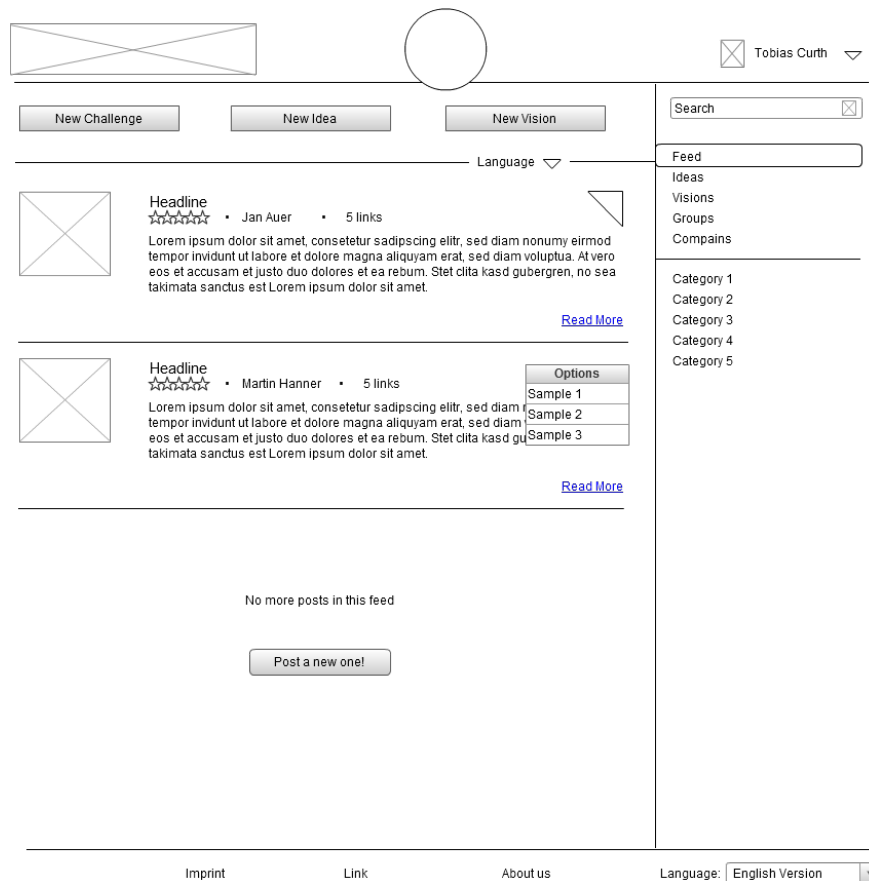 Tobias Curth
New Challenge
New Idea
New Vision
Search
Language
Feed
Ideas
Visions
Groups
Compains
Category 1
Category 2
Category 3
Category 4
Category 5
Headline
Jan Auer
5 links
Lorem ipsum dolor sit amet, consetetur sadipscing elitr, sed diam nonumy eirmod
tempor invidunt ut labore et dolore magna aliquyam erat, sed diam voluptua. At vero
eos et accusam et justo duo dolores et ea rebum. Stet clita kasd gubergren, no sea
takimata sanctus est Lorem ipsum dolor sit amet.
Read More
Headline
Martin Hanner
5 links
Lorem ipsum dolor sit amet, consetetur sadipscing elitr, sed diam
tempor invidunt ut labore et dolore magna aliquyam erat, sed diam
eos et accusam et justo duo dolores et ea rebum. Stet clita kasd
takimata sanctus est Lorem ipsum dolor sit amet.
Options
Sample 1
Sample 2
Sample 3
Read More
No more posts in this feed
Post a new one!
Imprint
Link
About us
Language:
English Version